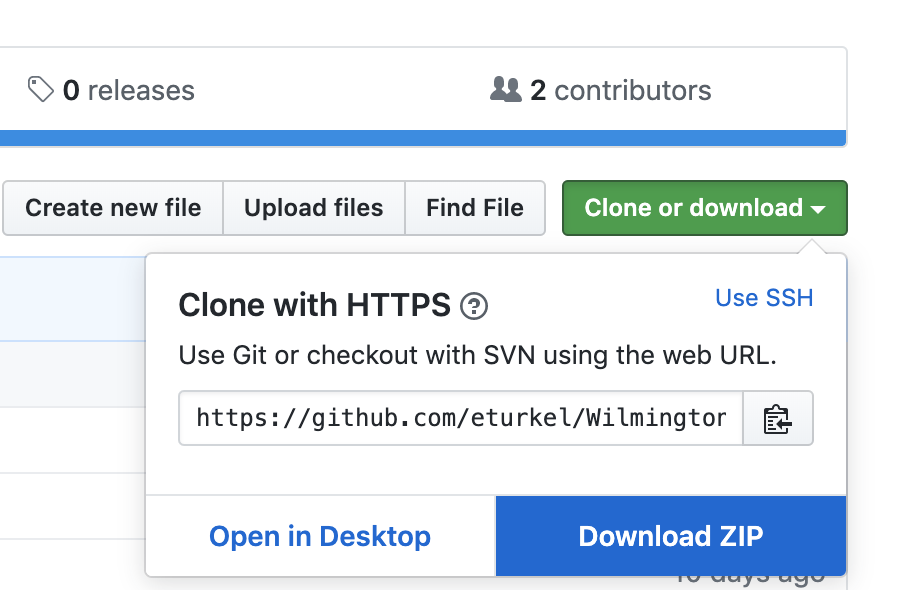 0 releases
2 contributors
Create new file
Upload files
Find File
Clone or download
Clone with HTTPS
Use SSH
Use Git or checkout with SVN using the web URL.
https://github.com/eturkel/Wilmington
Open in Desktop
Download ZIP
10 days ago